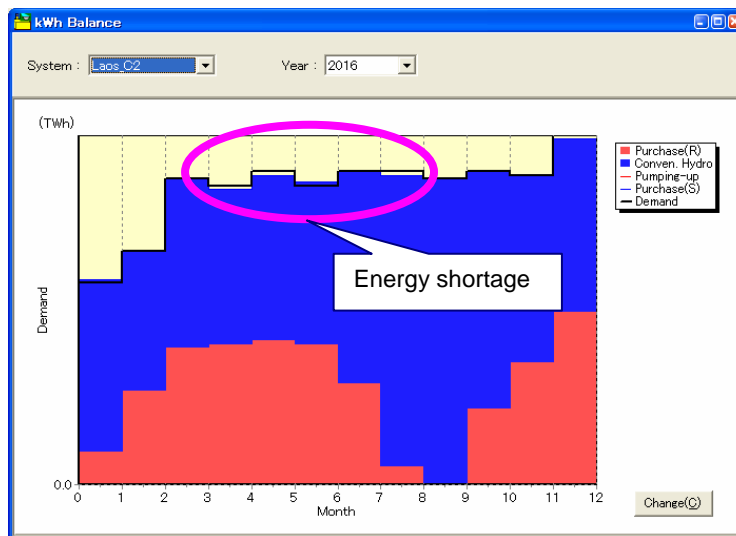 kWh Balance
System : Laos_C2 Year : 2016
(TWh)
Purchase(R)
Conven. Hydro
Pumping-up
Purchase(S)
Demand
Energy shortage
Demand
0.0
0 1 2 3 4 5 6 7 8 9 10 11 12
Month
Change(C)